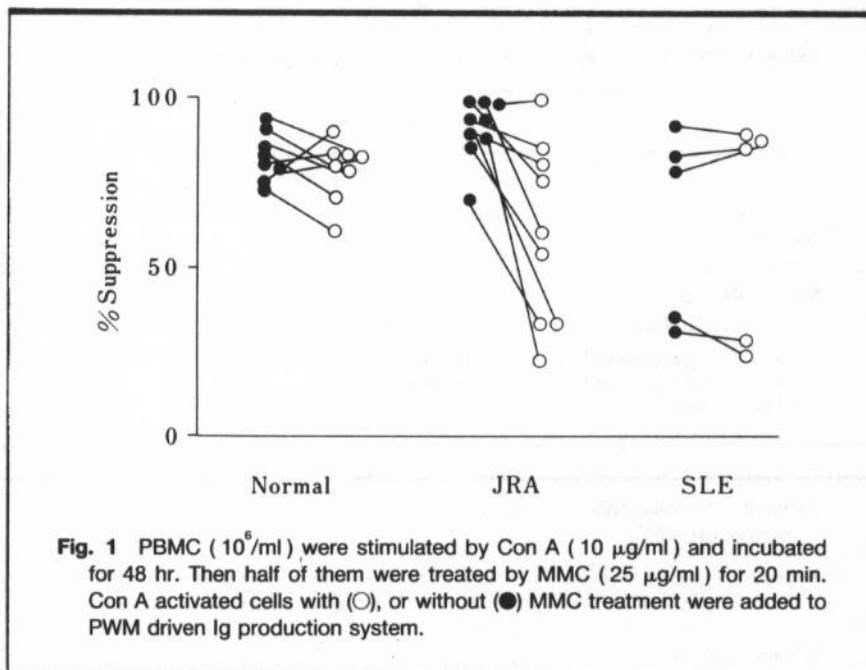 100
50
0
% Suppression
Normal JRA SLE
Fig. 1 PBMC (10⁶/ml) were stimulated by Con A (10 µg/ml) and incubated
for 48 hr. Then half of them were treated by MMC (25 µg/ml) for 20 min.
Con A activated cells with (○), or without (●) MMC treatment were added to
PWM driven Ig production system.